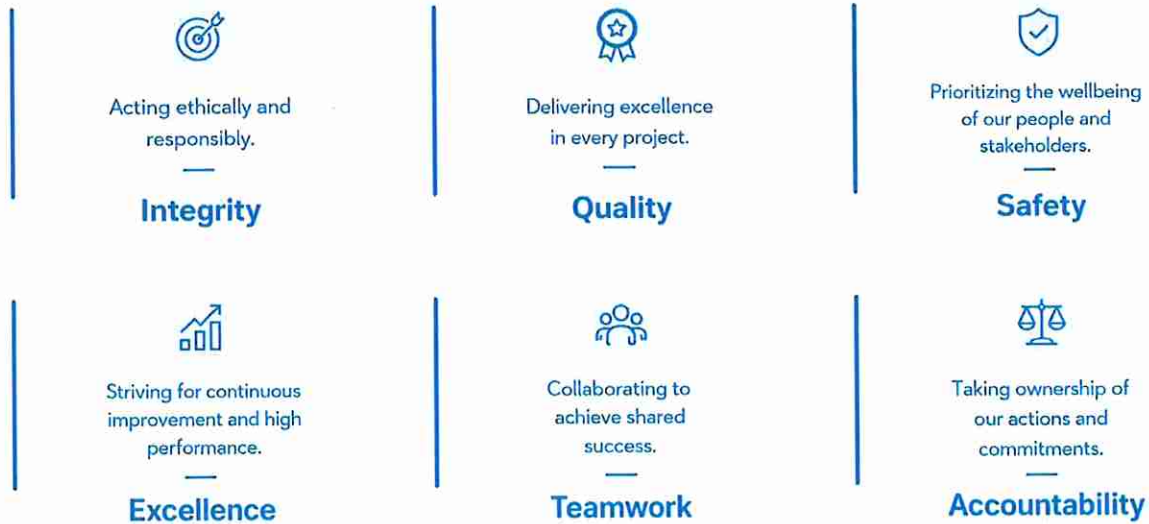 Acting ethically and
responsibly.
Integrity
Delivering excellence
in every project.
Quality
Prioritizing the wellbeing
of our people and
stakeholders.
Safety
Striving for continuous
improvement and high
performance.
Excellence
Collaborating to
achieve shared
success.
Teamwork
Taking ownership of
our actions and
commitments.
Accountability